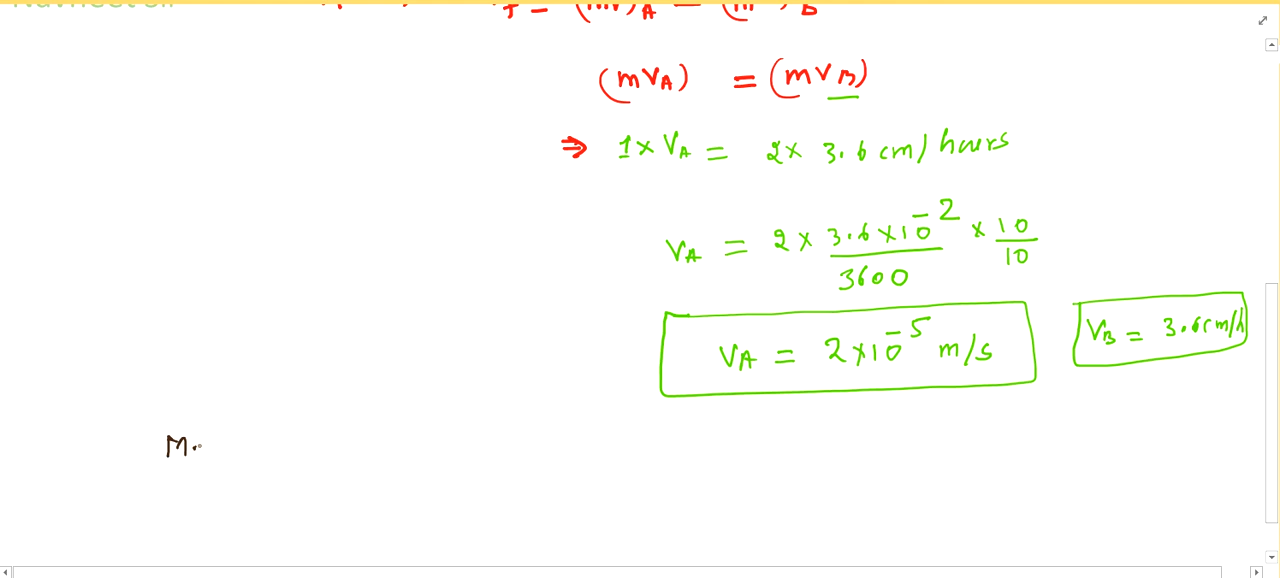 (mV)A
(mVA) = (mVB)
⇒ 1 × VA = 2 × 3.6 cm/hours
VA = 2 × 3.6 × 10^-2 / 3600 × 10/10
VA = 2 × 10^-5 m/s
VB = 3.6 cm/h
M.